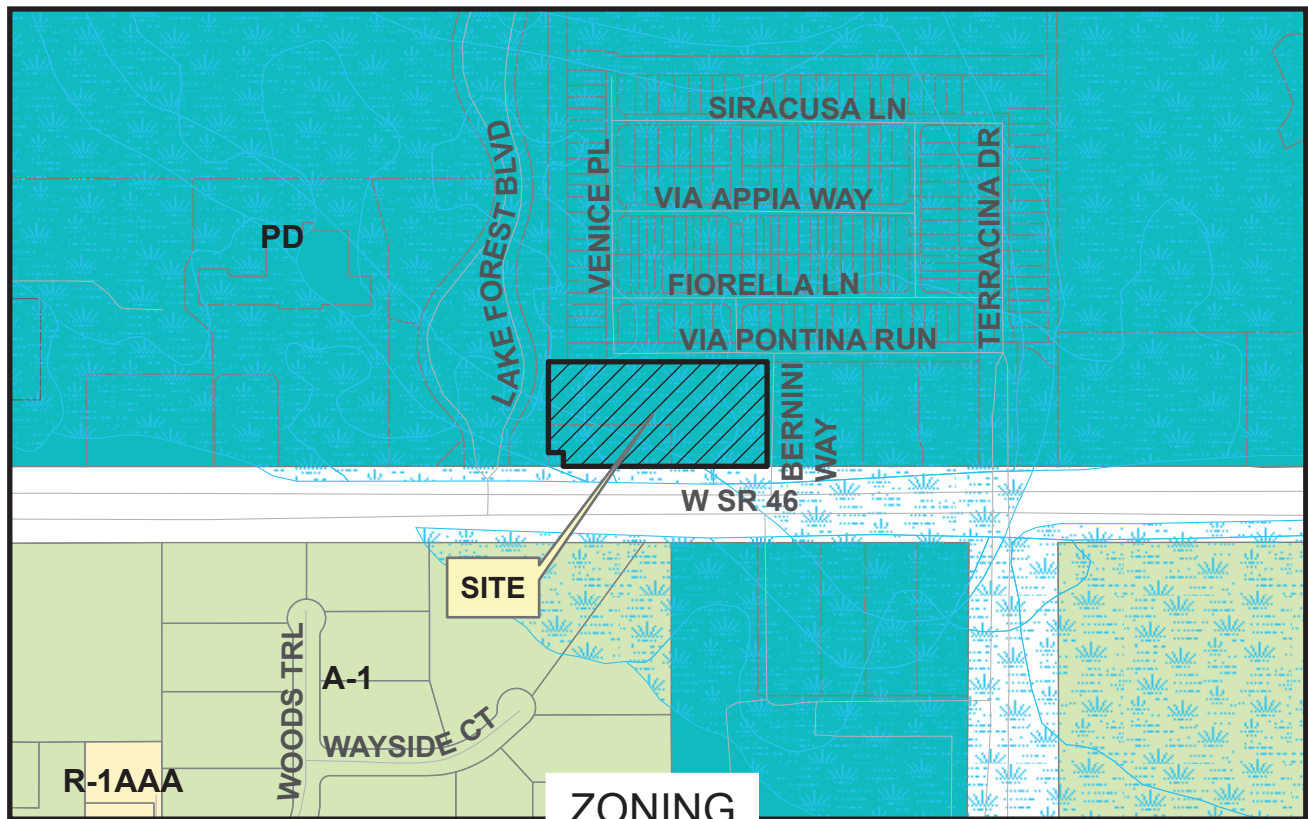 SIRACUSA LN
LAKE FOREST BLVD
VENICE PL
TERRACINA DR
VIA APPIA WAY
PD
FIORELLA LN
VIA PONTINA RUN
BERNINI
WAY
W SR 46
SITE
WOODS TRL
A-1
WAYSIDE CT
R-1AAA
ZONING